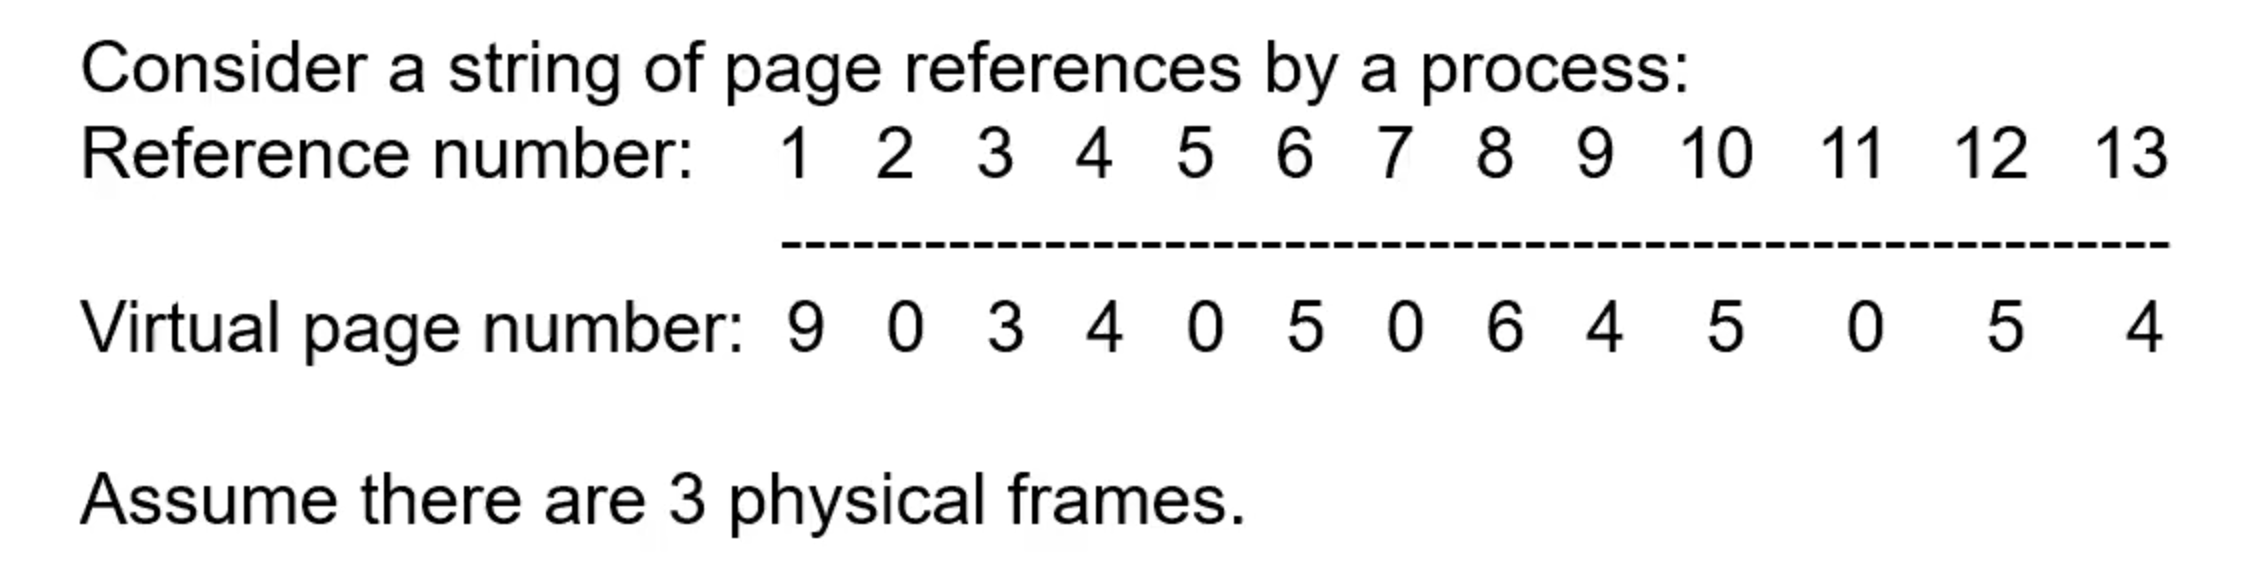 Consider a string of page references by a process:
Reference number: 1 2 3 4 5 6 7 8 9 10 11 12 13
----------------------------------------------------------
Virtual page number: 9 0 3 4 0 5 0 6 4 5 0 5 4
Assume there are 3 physical frames.